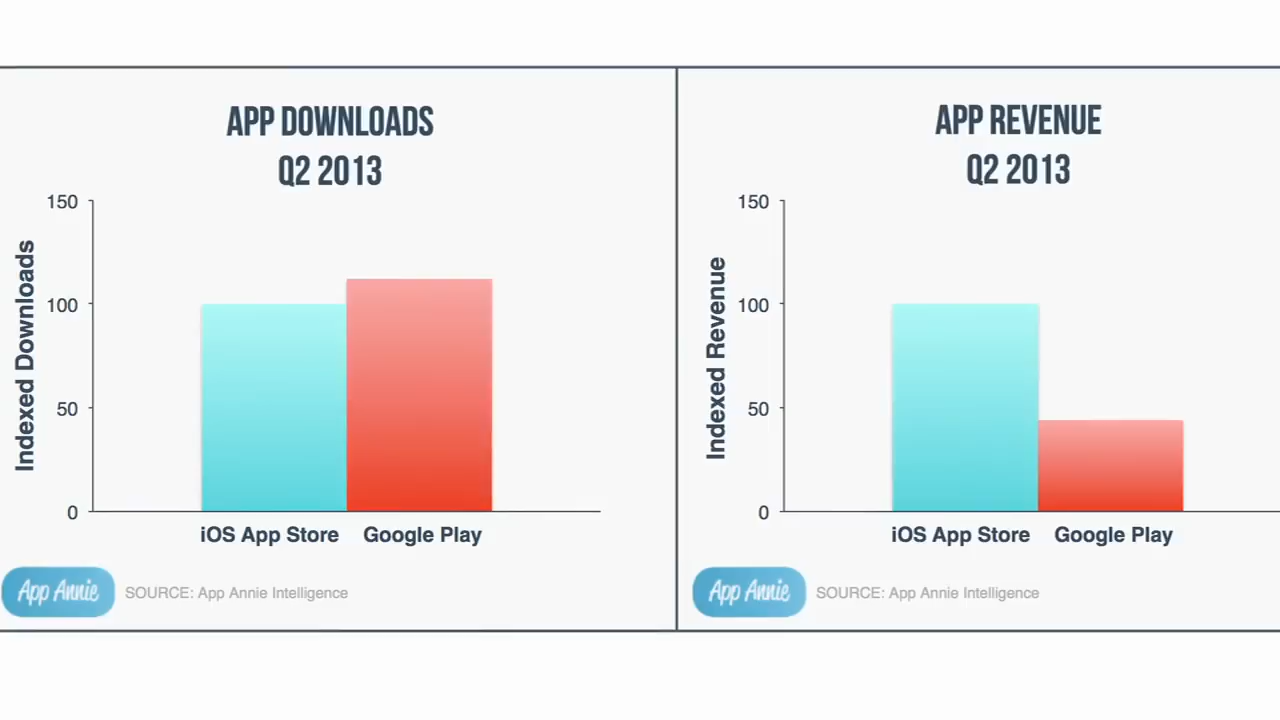 APP DOWNLOADS
Q2 2013
150
100
50
0
Indexed Downloads
iOS App Store
Google Play
App Annie
SOURCE: App Annie Intelligence
APP REVENUE
Q2 2013
150
100
50
0
Indexed Revenue
iOS App Store
Google Play
App Annie
SOURCE: App Annie Intelligence